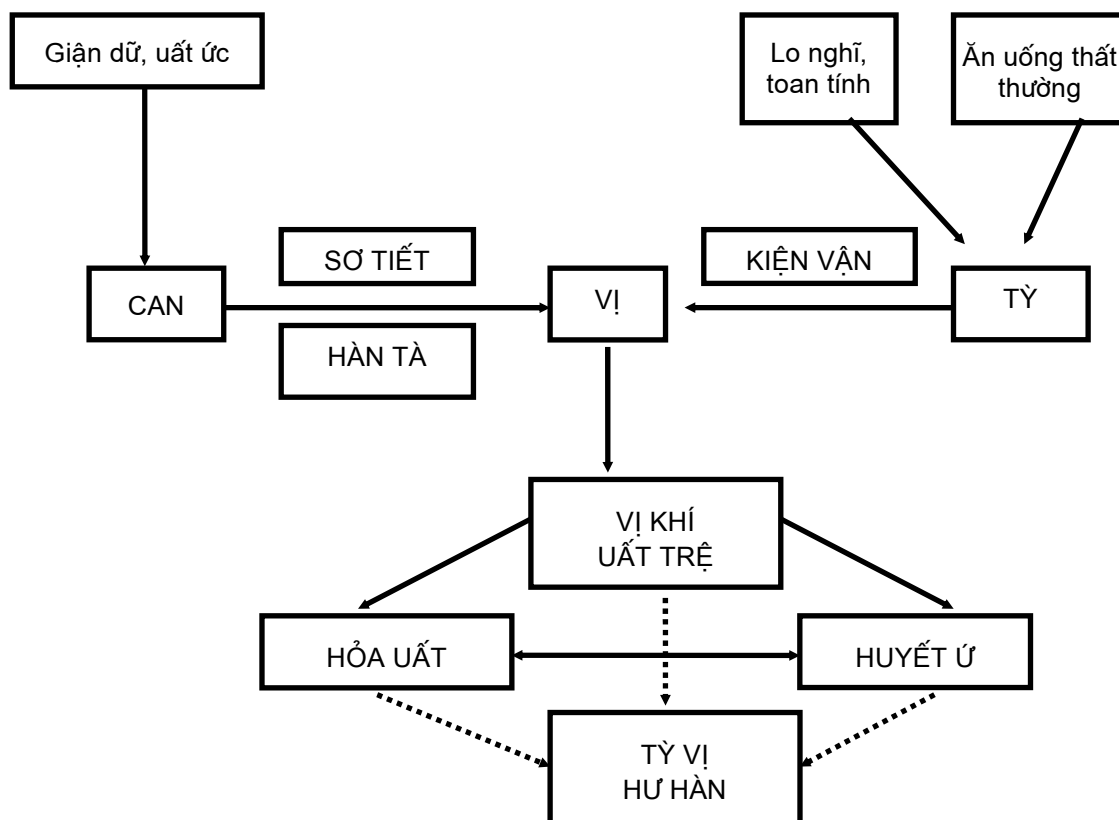 Giận dữ, uất ức
Lo nghĩ,
toan tính
Ăn uống thất
thường
SƠ TIẾT
KIỆN VẬN
CAN
VỊ
TỲ
HÀN TÀ
VỊ KHÍ
UẤT TRỆ
HỎA UẤT
HUYẾT Ứ
TỲ VỊ
HƯ HÀN